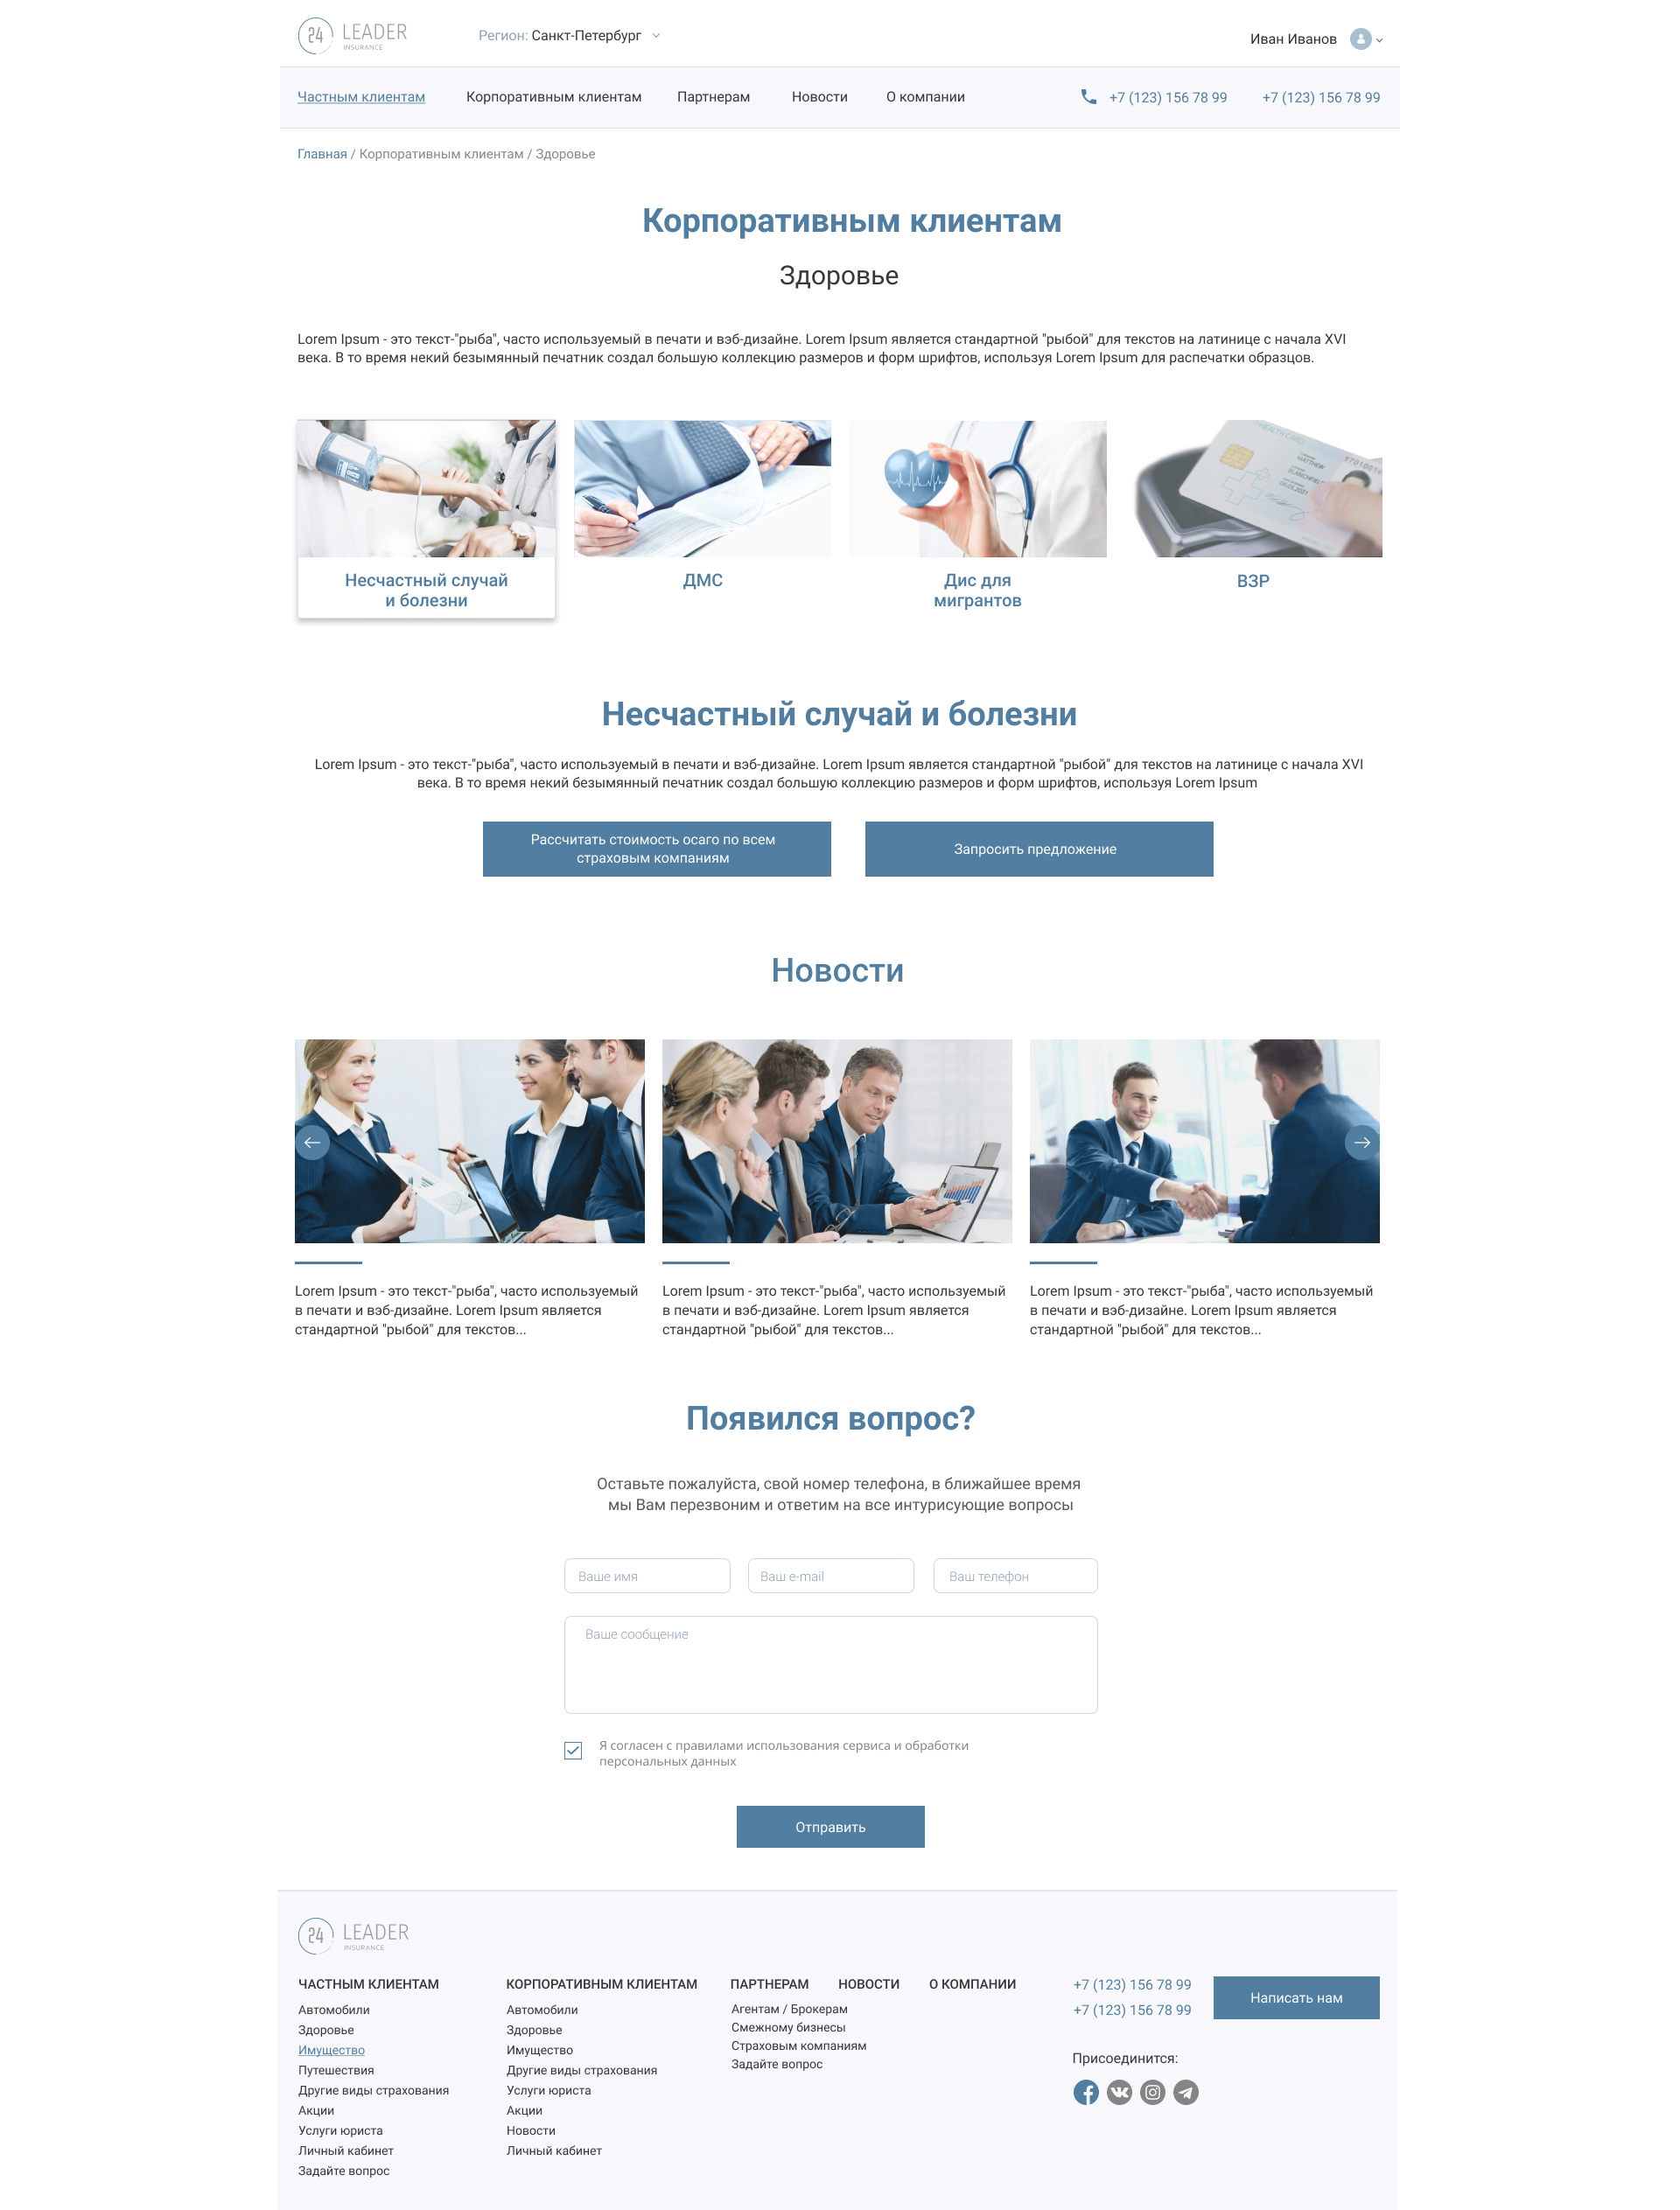 24 LEADER
INSURANCE
Регион: Санкт-Петербург
Иван Иванов
Частным клиентам Корпоративным клиентам Партнерам Новости О компании +7 (123) 156 78 99 +7 (123) 156 78 99
Главная / Корпоративным клиентам / Здоровье
Корпоративным клиентам
Здоровье
Lorem Ipsum - это текст-"рыба", часто используемый в печати и вэб-дизайне. Lorem Ipsum является стандартной "рыбой" для текстов на латинице с начала XVI
века. В то время некий безымянный печатник создал большую коллекцию размеров и форм шрифтов, используя Lorem Ipsum для распечатки образцов.
HEALTH CARD
MATTHEW
Несчастный случай
и болезни
ДМС
Дис для
мигрантов
ВЗР
Несчастный случай и болезни
Lorem Ipsum - это текст-"рыба", часто используемый в печати и вэб-дизайне. Lorem Ipsum является стандартной "рыбой" для текстов на латинице с начала XVI
века. В то время некий безымянный печатник создал большую коллекцию размеров и форм шрифтов, используя Lorem Ipsum
Рассчитать стоимость осаго по всем
страховым компаниям
Запросить предложение
Новости
Lorem Ipsum - это текст-"рыба", часто используемый
в печати и вэб-дизайне. Lorem Ipsum является
стандартной "рыбой" для текстов...
Lorem Ipsum - это текст-"рыба", часто используемый
в печати и вэб-дизайне. Lorem Ipsum является
стандартной "рыбой" для текстов...
Lorem Ipsum - это текст-"рыба", часто используемый
в печати и вэб-дизайне. Lorem Ipsum является
стандартной "рыбой" для текстов...
Появился вопрос?
Оставьте пожалуйста, свой номер телефона, в ближайшее время
мы Вам перезвоним и ответим на все интурисующие вопросы
Ваше имя
Ваш e-mail
Ваш телефон
Ваше сообщение
Я согласен с правилами использования сервиса и обработки
персональных данных
Отправить
24 LEADER
INSURANCE
ЧАСТНЫМ КЛИЕНТАМ
Автомобили
Здоровье
Имущество
Путешествия
Другие виды страхования
Акции
Услуги юриста
Личный кабинет
Задайте вопрос
КОРПОРАТИВНЫМ КЛИЕНТАМ
Автомобили
Здоровье
Имущество
Другие виды страхования
Услуги юриста
Акции
Новости
Личный кабинет
ПАРТНЕРАМ
Агентам / Брокерам
Смежному бизнесы
Страховым компаниям
Задайте вопрос
НОВОСТИ
О КОМПАНИИ
+7 (123) 156 78 99
+7 (123) 156 78 99
Написать нам
Присоединится: